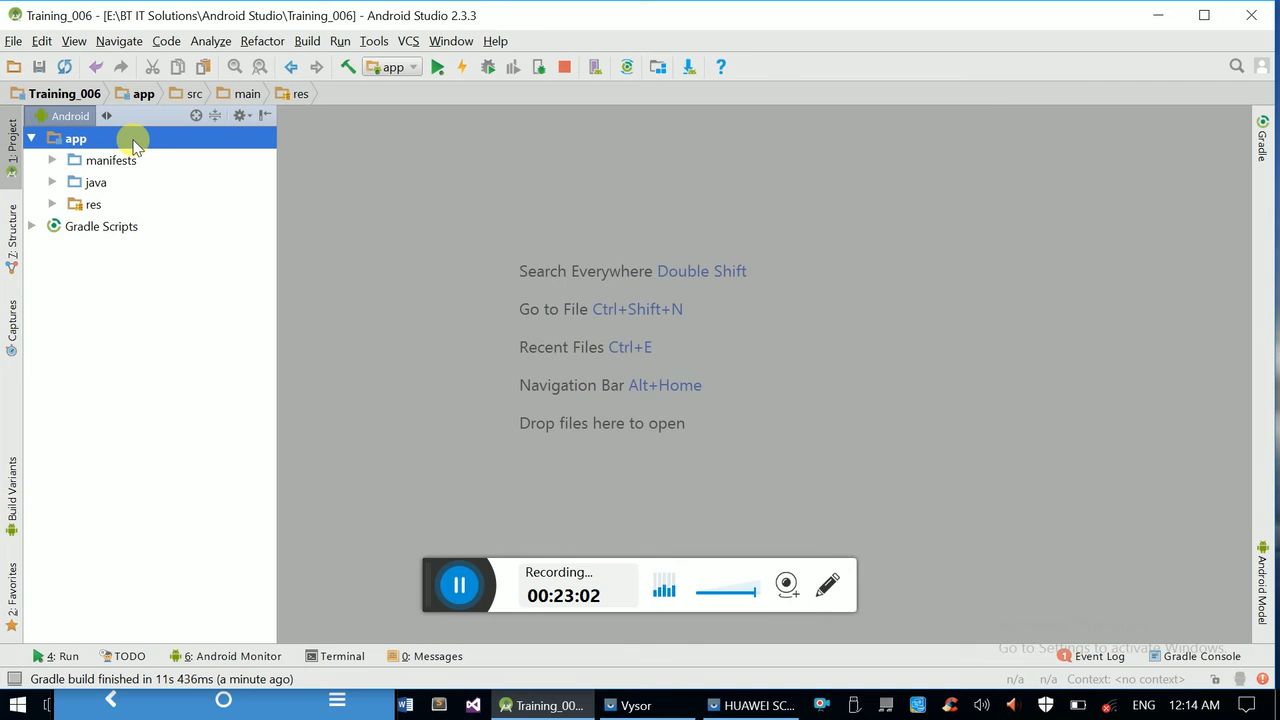 Training_006 - [E:\BT IT Solutions\Android Studio\Training_006] - Android Studio 2.3.3
File Edit View Navigate Code Analyze Refactor Build Run Tools VCS Window Help
app
Training_006 app src main res
Android
1: Project
app
manifests
java
res
Gradle Scripts
7: Structure
Captures
Build Variants
2: Favorites
Gradle
Android Model
Search Everywhere Double Shift
Go to File Ctrl+Shift+N
Recent Files Ctrl+E
Navigation Bar Alt+Home
Drop files here to open
Recording...
00:23:02
Go to Settings to activate Windows.
4: Run TODO 6: Android Monitor Terminal 0: Messages 1 Event Log Gradle Console
Gradle build finished in 11s 436ms (a minute ago) n/a n/a Context: <no context>
Training_00... Vysor HUAWEI SC... ENG 12:14 AM